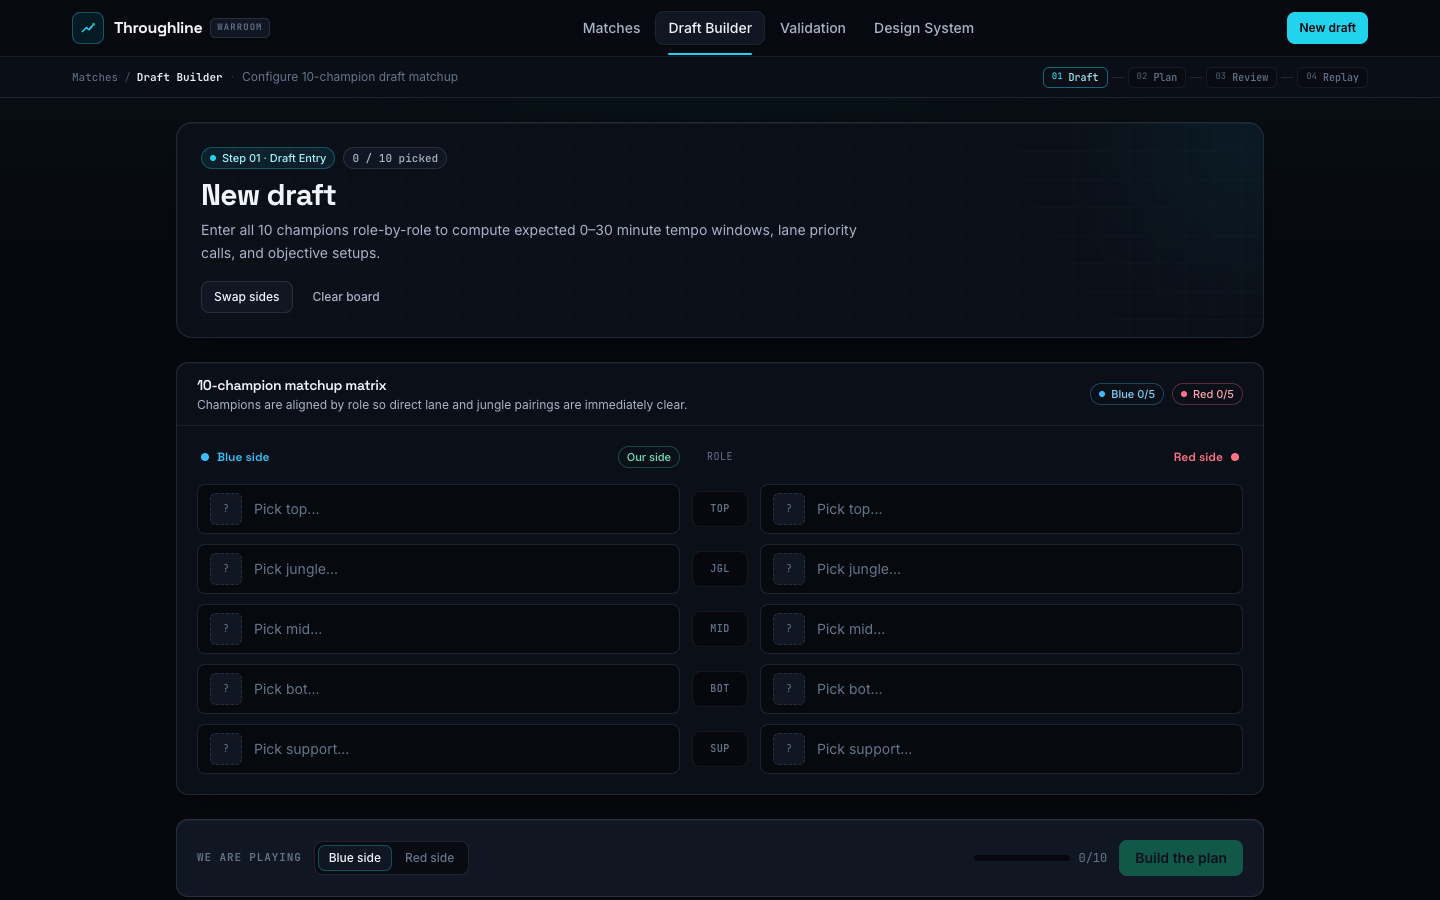 Throughline WARROOM Matches Draft Builder Validation Design System New draft
Matches / Draft Builder · Configure 10-champion draft matchup 01 Draft 02 Plan 03 Review 04 Replay
Step 01 · Draft Entry 0 / 10 picked
New draft
Enter all 10 champions role-by-role to compute expected 0–30 minute tempo windows, lane priority
calls, and objective setups.
Swap sides Clear board
10-champion matchup matrix
Champions are aligned by role so direct lane and jungle pairings are immediately clear.
Blue 0/5 Red 0/5
Blue side Our side ROLE Red side
? Pick top... TOP ? Pick top...
? Pick jungle... JGL ? Pick jungle...
? Pick mid... MID ? Pick mid...
? Pick bot... BOT ? Pick bot...
? Pick support... SUP ? Pick support...
WE ARE PLAYING Blue side Red side 0/10 Build the plan